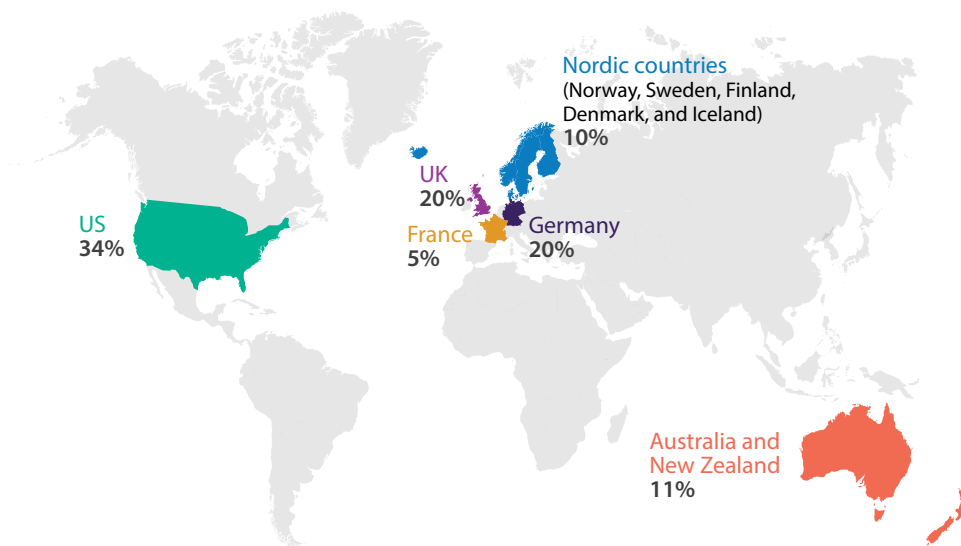 Nordic countries
(Norway, Sweden, Finland,
Denmark, and Iceland)
10%
UK
20%
US
34%
France
5%
Germany
20%
Australia and
New Zealand
11%